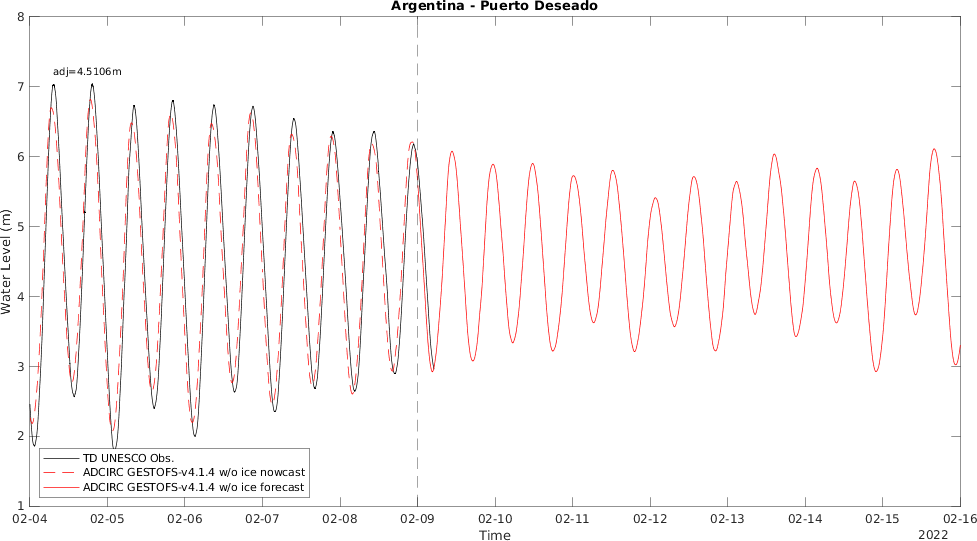 Argentina - Puerto Deseado
8
7
6
5
4
3
2
1
Water Level (m)
adj=4.5106m
TD UNESCO Obs.
ADCIRC GESTOFS-v4.1.4 w/o ice nowcast
ADCIRC GESTOFS-v4.1.4 w/o ice forecast
02-04 02-05 02-06 02-07 02-08 02-09 02-10 02-11 02-12 02-13 02-14 02-15 02-16
Time
2022